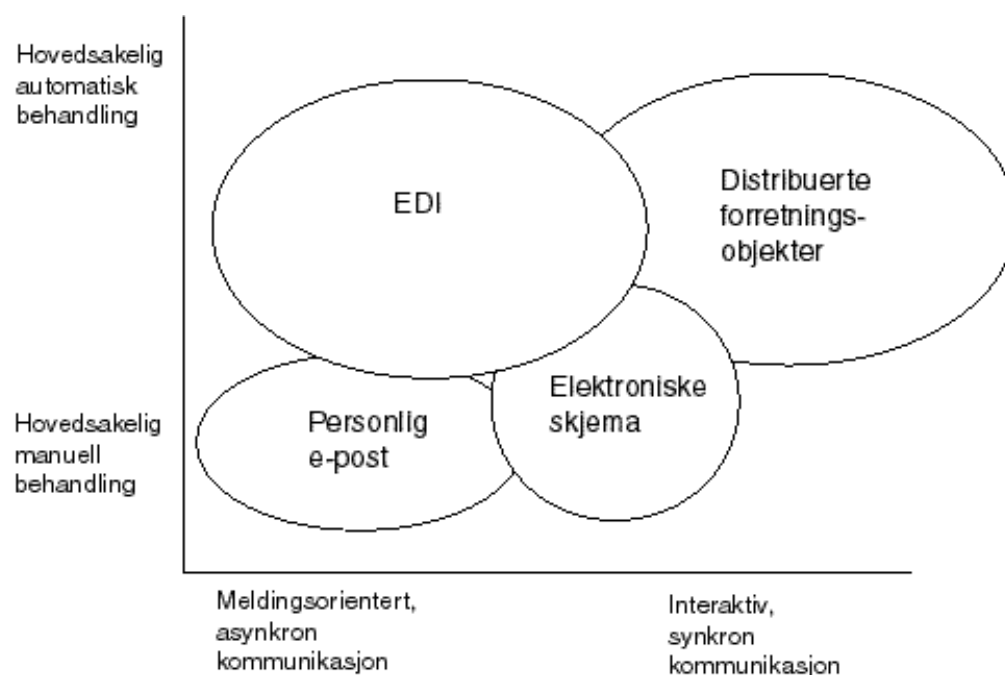 Hovedsakelig
automatisk
behandling
EDI
Distribuerte
forretnings-
objekter
Elektroniske
skjema
Personlig
e-post
Hovedsakelig
manuell
behandling
Meldingsorientert,
asynkron
kommunikasjon
Interaktiv,
synkron
kommunikasjon